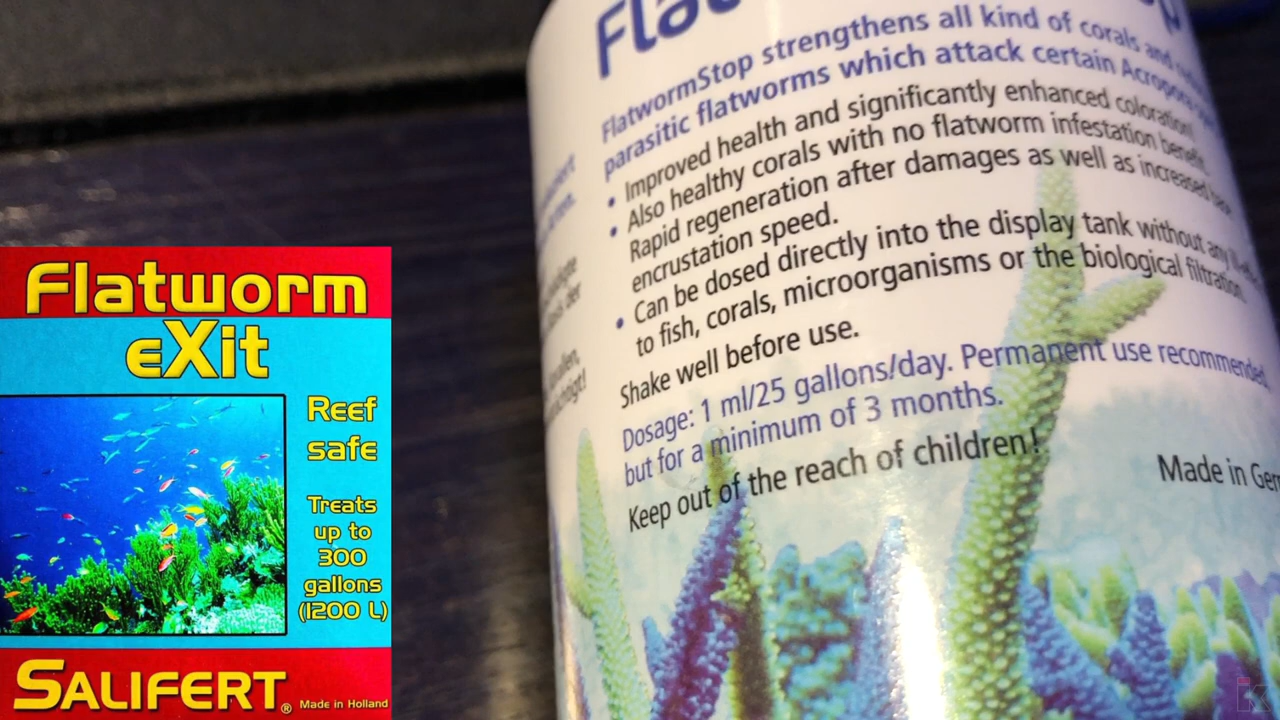 Flatworm
eXit
Reef
safe
Treats
up to
300
gallons
(1200 L)
SALIFERT®
Made in Holland
FlatwormStop strengthens all kind of corals and
parasitic flatworms which attack certain Acropora
• Improved health and significantly enhanced coloration!
• Also healthy corals with no flatworm infestation benefit.
Rapid regeneration after damages as well as increased
encrustation speed.
• Can be dosed directly into the display tank without any
to fish, corals, microorganisms or the biological filtration.
Shake well before use.
Dosage: 1 ml/25 gallons/day. Permanent use recommended,
but for a minimum of 3 months.
Keep out of the reach of children!
Made in Ger